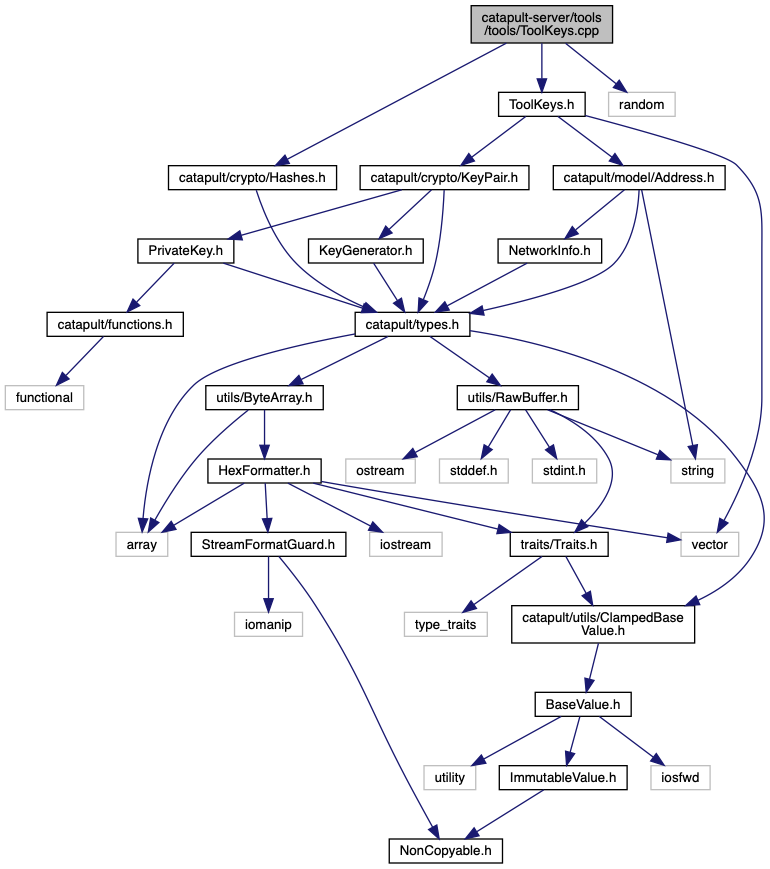 catapult-server/tools
/tools/ToolKeys.cpp
ToolKeys.h
random
catapult/crypto/Hashes.h
catapult/crypto/KeyPair.h
catapult/model/Address.h
PrivateKey.h
KeyGenerator.h
NetworkInfo.h
catapult/functions.h
catapult/types.h
functional
utils/ByteArray.h
utils/RawBuffer.h
HexFormatter.h
ostream
stddef.h
stdint.h
string
array
StreamFormatGuard.h
iostream
traits/Traits.h
vector
iomanip
type_traits
catapult/utils/ClampedBase
Value.h
BaseValue.h
utility
ImmutableValue.h
iosfwd
NonCopyable.h